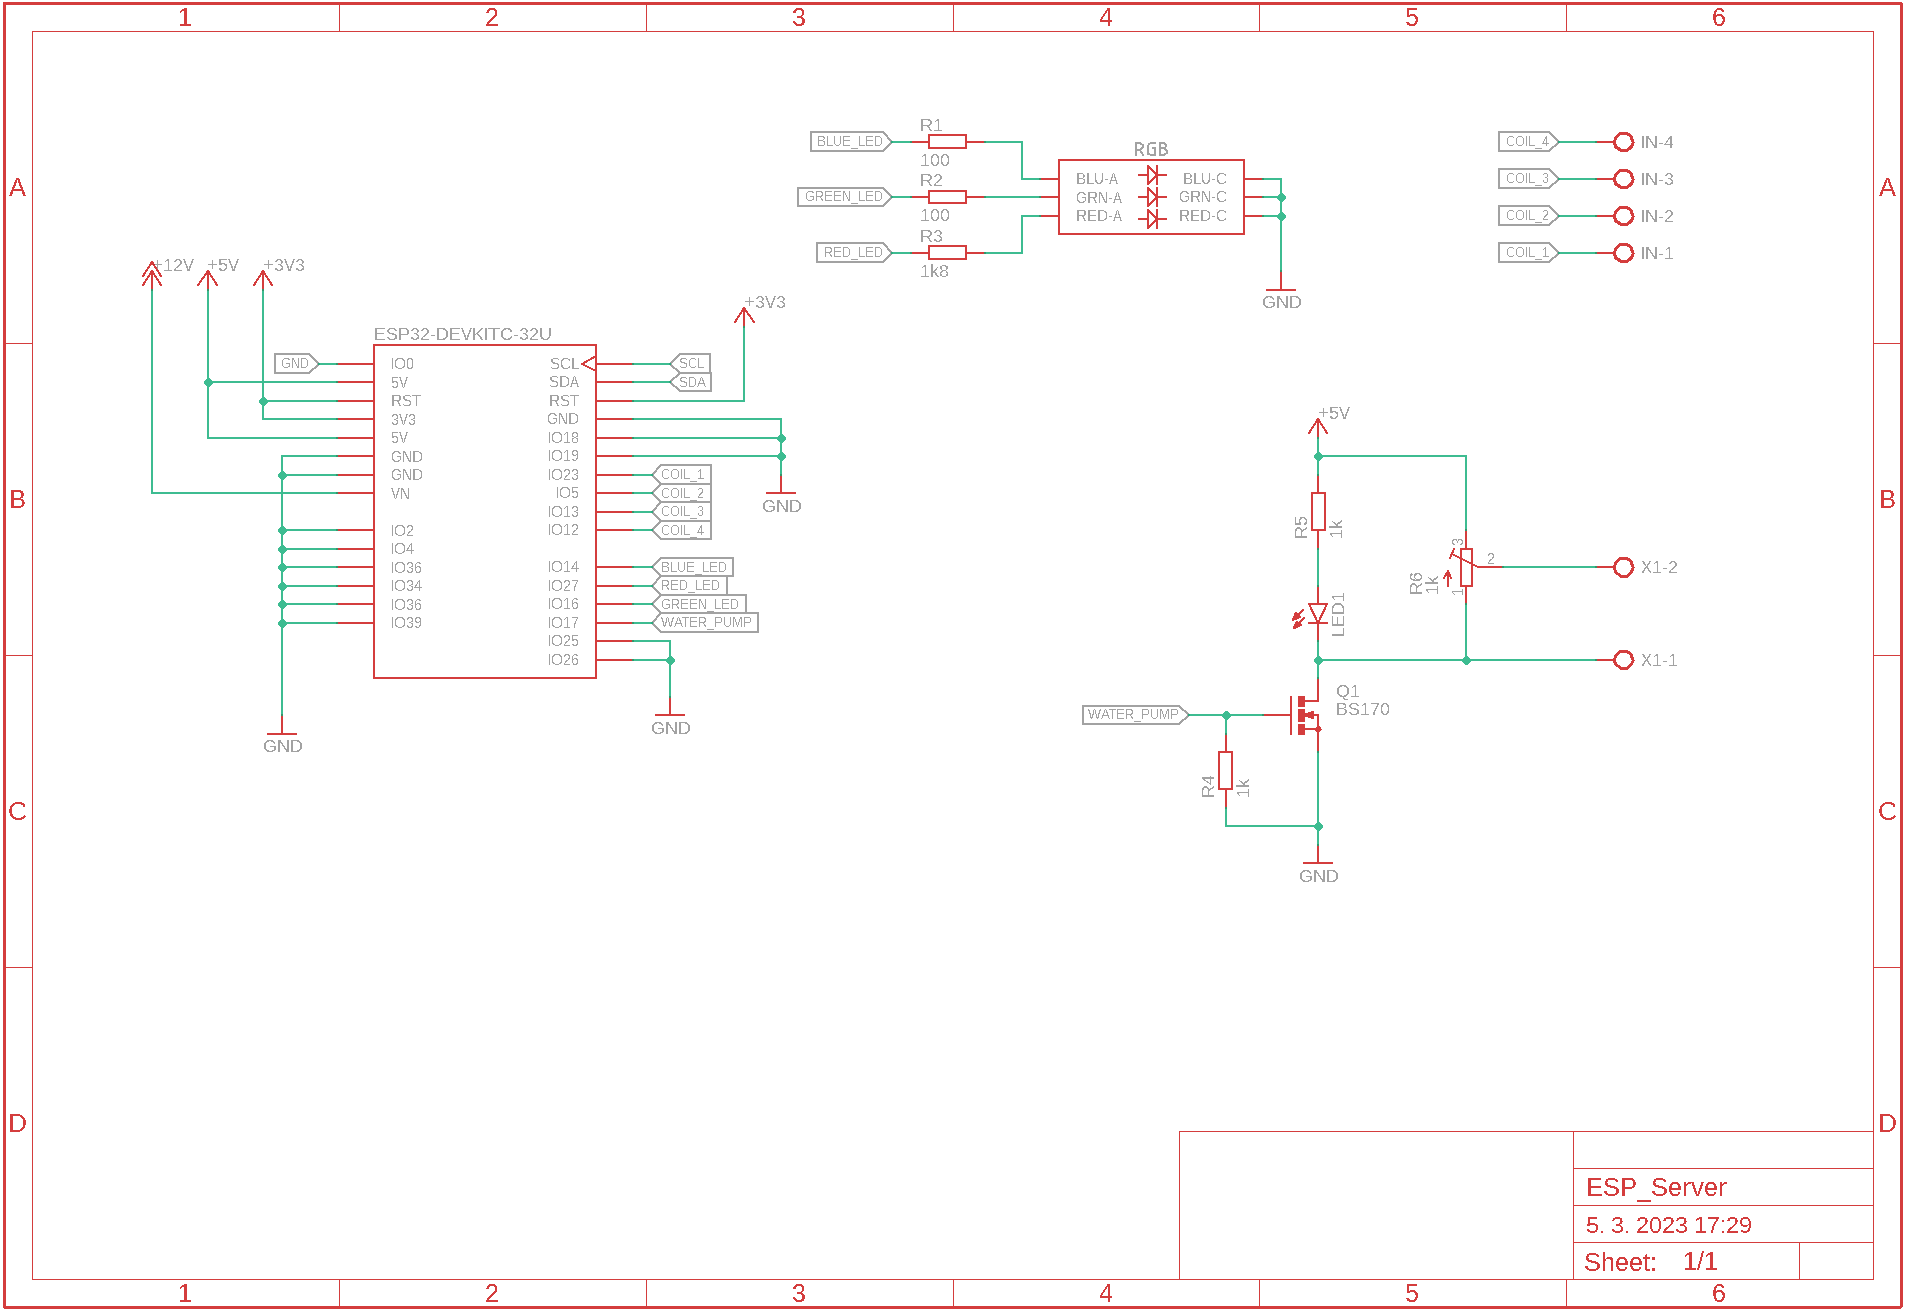 1 2 3 4 5 6
A
A
B
B
C
C
D
D
BLUE_LED
R1
100
GREEN_LED
R2
100
RED_LED
R3
1k8
RGB
BLU-A BLU-C
GRN-A GRN-C
RED-A RED-C
GND
COIL_4 IN-4
COIL_3 IN-3
COIL_2 IN-2
COIL_1 IN-1
+12V +5V +3V3
+3V3
ESP32-DEVKITC-32U
GND IO0 SCL SCL
5V SDA SDA
RST RST
3V3 GND
5V IO18
GND IO19
GND IO23 COIL_1
VN IO5 COIL_2
IO13 COIL_3
IO2 IO12 COIL_4
IO4
IO36 IO14 BLUE_LED
IO34 IO27 RED_LED
IO36 IO16 GREEN_LED
IO39 IO17 WATER_PUMP
IO25
IO26
GND
GND
GND
+5V
R5
1k
LED1
R6
1k
3
2
1
X1-2
X1-1
WATER_PUMP
Q1
BS170
R4
1k
GND
ESP_Server
5. 3. 2023 17:29
Sheet: 1/1
1 2 3 4 5 6